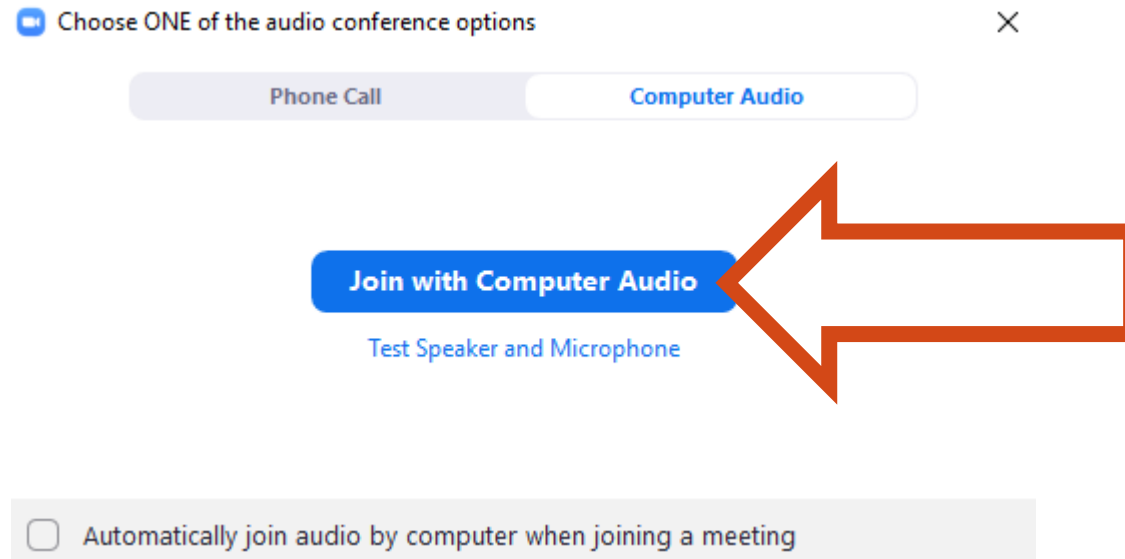 Choose ONE of the audio conference options
Phone Call Computer Audio
Join with Computer Audio
Test Speaker and Microphone
Automatically join audio by computer when joining a meeting